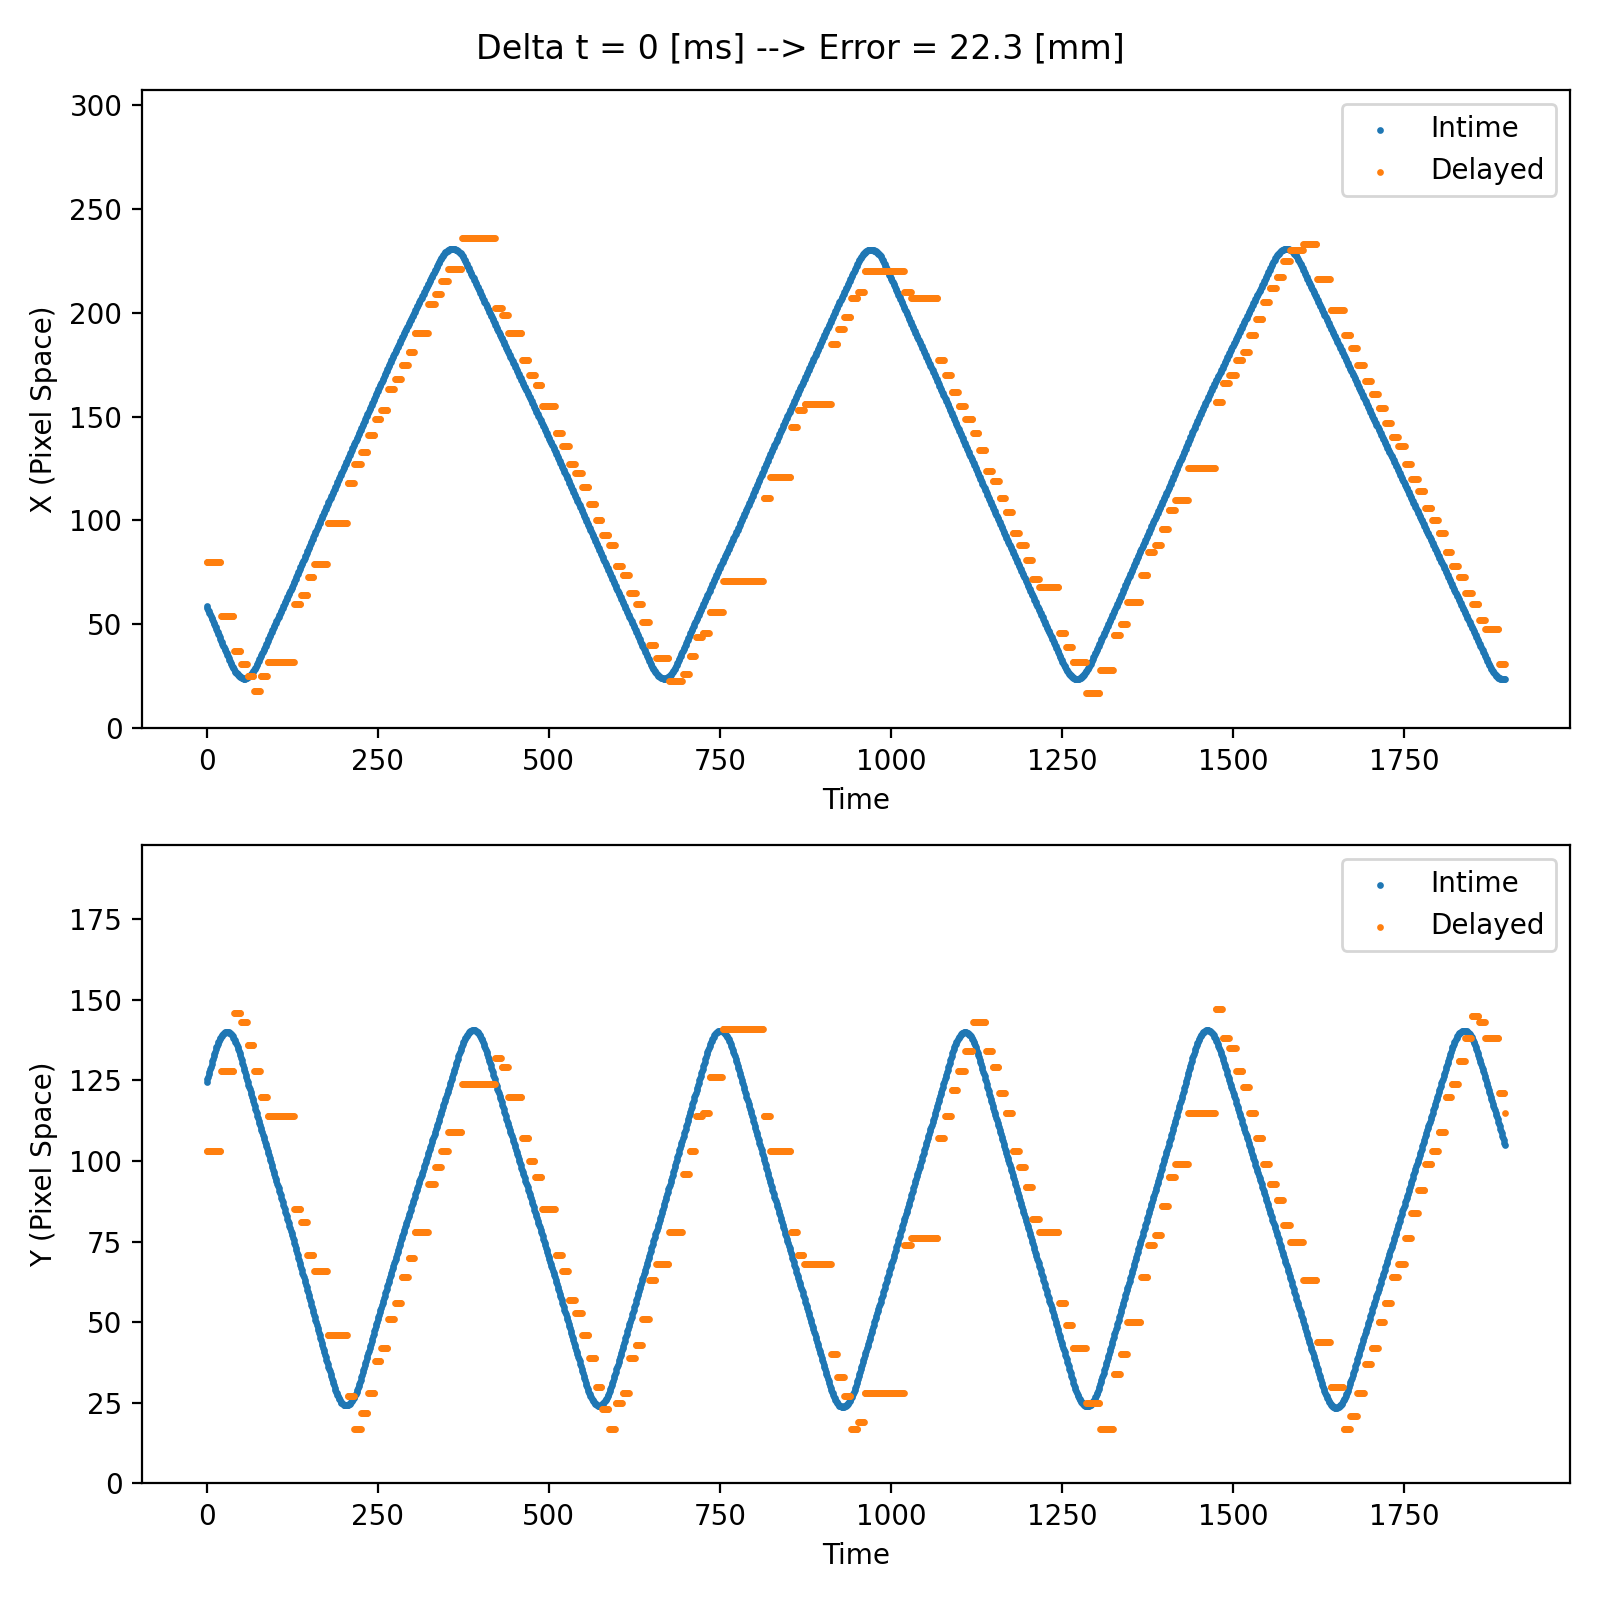 Delta t = 0 [ms] --> Error = 22.3 [mm]
300
250
200
150
100
50
0
X (Pixel Space)
Intime
Delayed
0 250 500 750 1000 1250 1500 1750
Time
175
150
125
100
75
50
25
0
Y (Pixel Space)
Intime
Delayed
0 250 500 750 1000 1250 1500 1750
Time